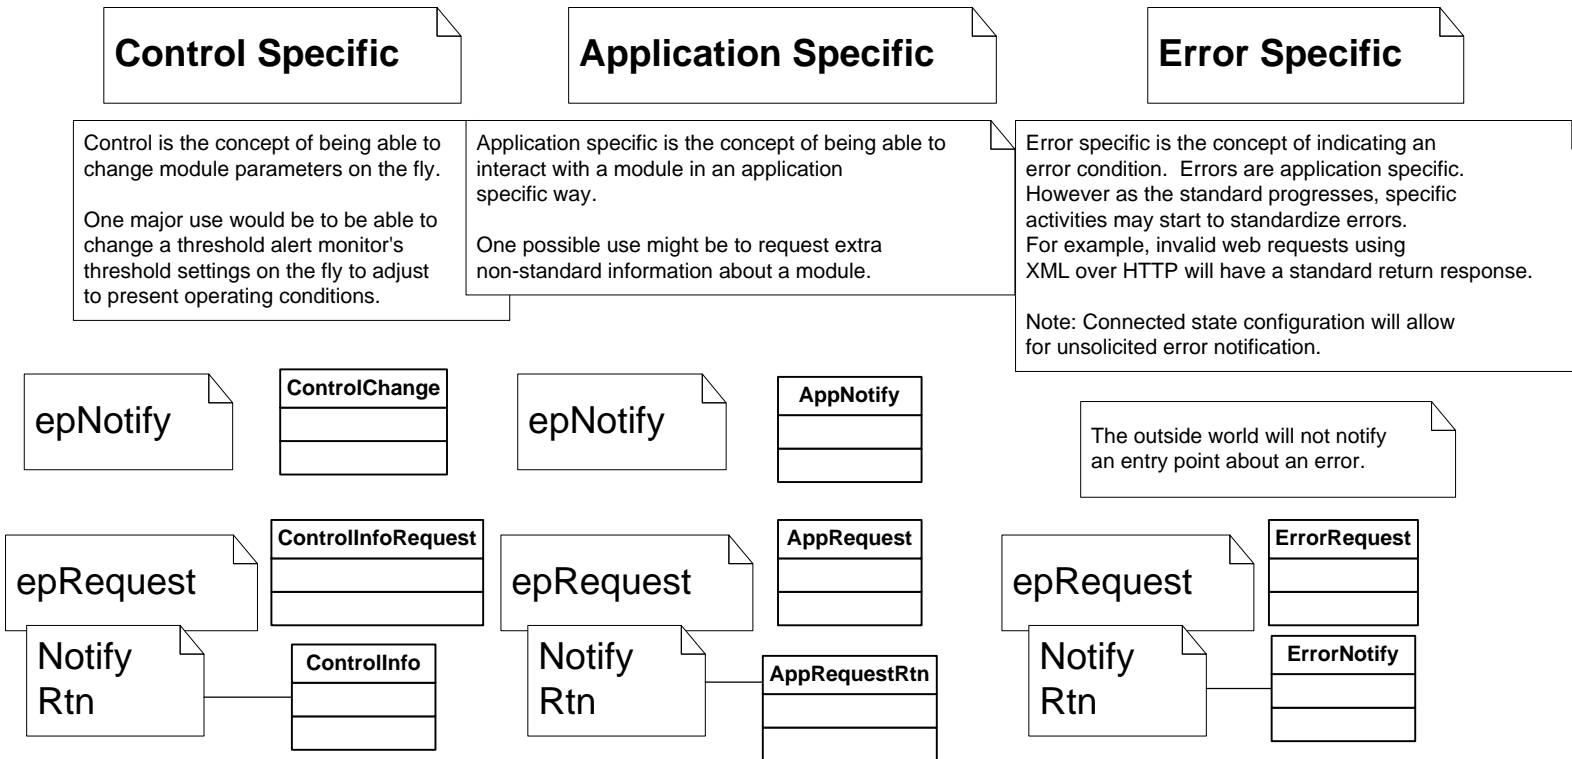 Control Specific
Application Specific
Error Specific
Control is the concept of being able to
change module parameters on the fly.
One major use would be to be able to
change a threshold alert monitor's
threshold settings on the fly to adjust
to present operating conditions.
Application specific is the concept of being able to
interact with a module in an application
specific way.
One possible use might be to request extra
non-standard information about a module.
Error specific is the concept of indicating an
error condition.  Errors are application specific.
However as the standard progresses, specific
activities may start to standardize errors.
For example, invalid web requests using
XML over HTTP will have a standard return response.
Note: Connected state configuration will allow
for unsolicited error notification.
epNotify
ControlChange
epNotify
AppNotify
The outside world will not notify
an entry point about an error.
epRequest
ControlInfoRequest
epRequest
AppRequest
epRequest
ErrorRequest
Notify
Rtn
ControlInfo
Notify
Rtn
AppRequestRtn
Notify
Rtn
ErrorNotify